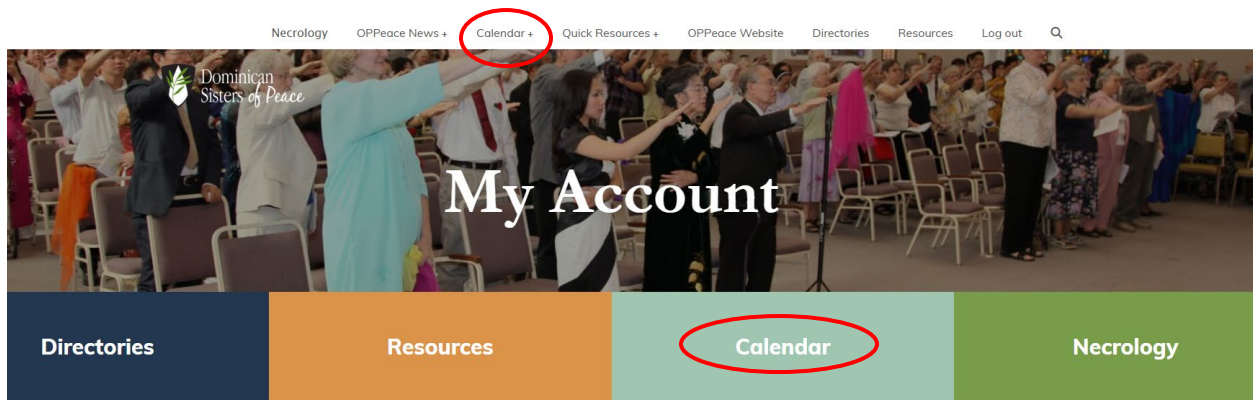 Necrology OPPeace News + Calendar + Quick Resources + OPPeace Website Directories Resources Log out
Dominican
Sisters of Peace
My Account
Directories Resources Calendar Necrology